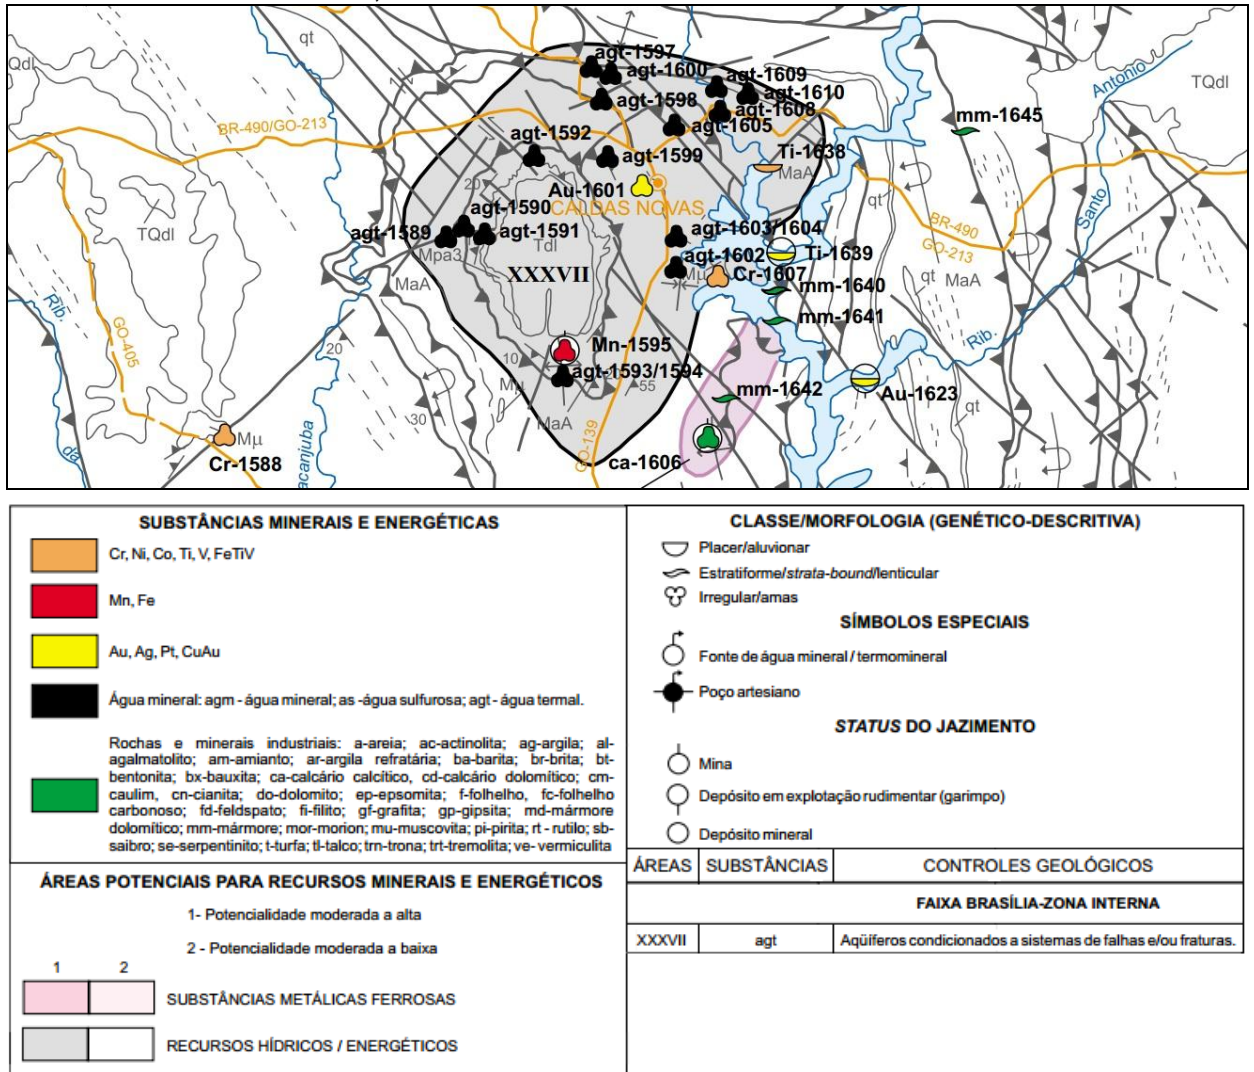 qt
agt-1597
Qdl
agt-1600
agt-1609
Antonio
TQdl
agt-1610
agt-1598
agt-1608
mm-1645
BR-490/GO-213
agt-1592
agt-1605
agt-1599
Ti-1638
MaA
20
Au-1601
Santo
qt
CALDAS NOVAS
agt-1590
agt-1589
agt-1591
agt-1603/1604
BR-490
GO-213
TQdl
Mpa3
Tdl
agt-1602
Ti-1639
XXXVII
Mµ
Cr-1607
qt
MaA
MaA
mm-1640
Rib.
mm-1641
GO-405
Rib.
20
Mn-1595
10
agt-1593/1594
Mµ
55
mm-1642
Au-1623
30
MaA
qt
Mµ
GO-139
Cr-1588
da
acanjuba
ca-1606
SUBSTÂNCIAS MINERAIS E ENERGÉTICAS
Cr, Ni, Co, Ti, V, FeTiV
Mn, Fe
Au, Ag, Pt, CuAu
Água mineral: agm - água mineral; as -água sulfurosa; agt - água termal.
Rochas e minerais industriais: a-areia; ac-actinolita; ag-argila; al-
agalmatolito; am-amianto; ar-argila refratária; ba-barita; br-brita; bt-
bentonita; bx-bauxita; ca-calcário calcítico, cd-calcário dolomítico; cm-
caulim, cn-cianita; do-dolomito; ep-epsomita; f-folhelho, fc-folhelho
carbonoso; fd-feldspato; fi-filito; gf-grafita; gp-gipsita; md-mármore
dolomítico; mm-mármore; mor-morion; mu-muscovita; pi-pirita; rt - rutilo; sb-
saibro; se-serpentinito; t-turfa; tl-talco; trn-trona; trt-tremolita; ve- vermiculita
ÁREAS POTENCIAIS PARA RECURSOS MINERAIS E ENERGÉTICOS
1- Potencialidade moderada a alta
2 - Potencialidade moderada a baixa
1 2
SUBSTÂNCIAS METÁLICAS FERROSAS
RECURSOS HÍDRICOS / ENERGÉTICOS
CLASSE/MORFOLOGIA (GENÉTICO-DESCRITIVA)
Placer/aluvionar
Estratiforme/strata-bound/lenticular
Irregular/amas
SÍMBOLOS ESPECIAIS
Fonte de água mineral / termomineral
Poço artesiano
STATUS DO JAZIMENTO
Mina
Depósito em explotação rudimentar (garimpo)
Depósito mineral
ÁREAS SUBSTÂNCIAS CONTROLES GEOLÓGICOS
FAIXA BRASÍLIA-ZONA INTERNA
XXXVII agt Aqüíferos condicionados a sistemas de falhas e/ou fraturas.